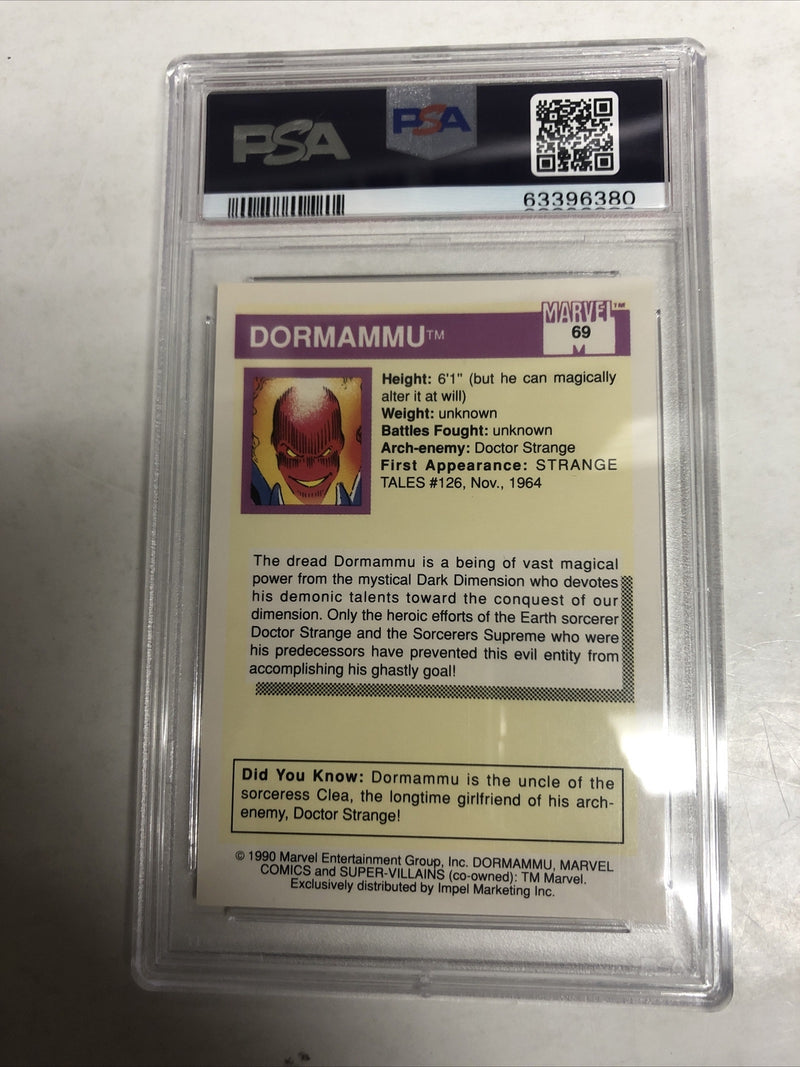 PSA
PSA
63396380
DORMAMMU™
MARVEL™
69
Height: 6'1" (but he can magically
alter it at will)
Weight: unknown
Battles Fought: unknown
Arch-enemy: Doctor Strange
First Appearance: STRANGE
TALES #126, Nov., 1964
The dread Dormammu is a being of vast magical
power from the mystical Dark Dimension who devotes
his demonic talents toward the conquest of our
dimension. Only the heroic efforts of the Earth sorcerer
Doctor Strange and the Sorcerers Supreme who were
his predecessors have prevented this evil entity from
accomplishing his ghastly goal!
Did You Know: Dormammu is the uncle of the
sorceress Clea, the longtime girlfriend of his arch-
enemy, Doctor Strange!
© 1990 Marvel Entertainment Group, Inc. DORMAMMU, MARVEL
COMICS and SUPER-VILLAINS (co-owned): TM Marvel.
Exclusively distributed by Impel Marketing Inc.